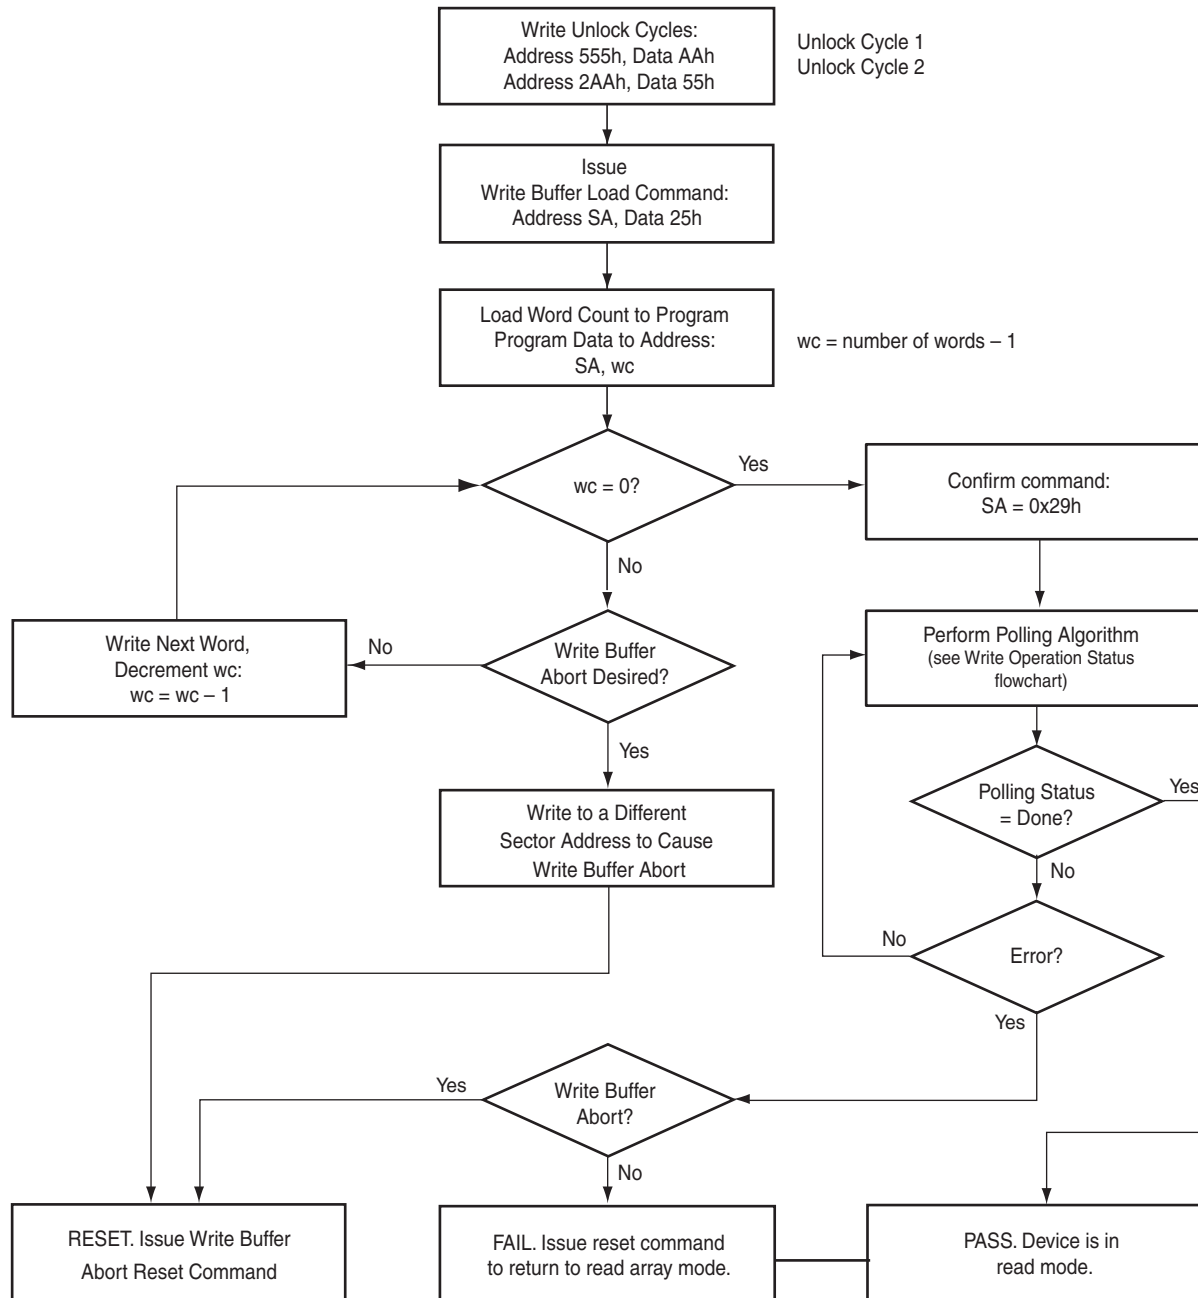 Write Unlock Cycles:
Address 555h, Data AAh
Address 2AAh, Data 55h
Unlock Cycle 1
Unlock Cycle 2
Issue
Write Buffer Load Command:
Address SA, Data 25h
Load Word Count to Program
Program Data to Address:
SA, wc
wc = number of words – 1
wc = 0?
Yes
Confirm command:
SA = 0x29h
No
Write Next Word,
Decrement wc:
wc = wc – 1
No
Write Buffer
Abort Desired?
Perform Polling Algorithm
(see Write Operation Status
flowchart)
Yes
Polling Status
= Done?
Yes
Write to a Different
Sector Address to Cause
Write Buffer Abort
No
No
Error?
Yes
Yes
Write Buffer
Abort?
No
RESET. Issue Write Buffer
Abort Reset Command
FAIL. Issue reset command
to return to read array mode.
PASS. Device is in
read mode.